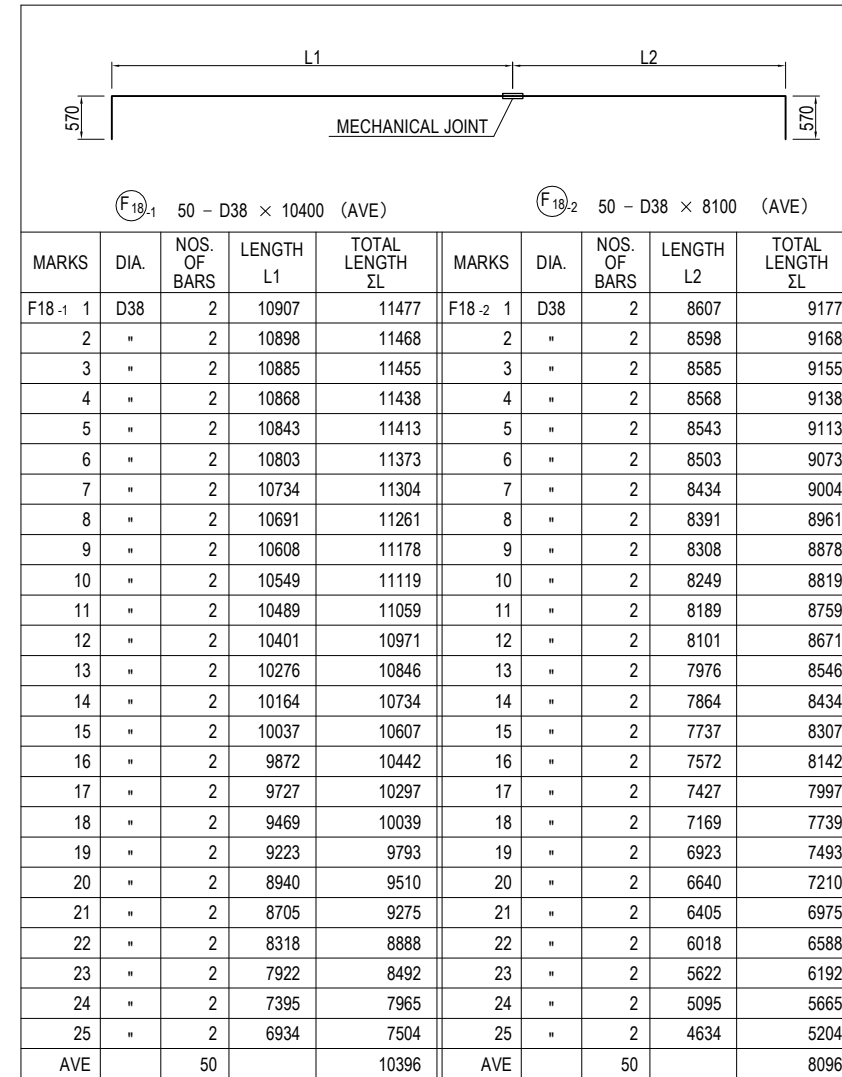 L1 L2
570 570
MECHANICAL JOINT
F18-1 50 – D38 × 10400 (AVE) F18-2 50 – D38 × 8100 (AVE)
MARKS DIA. NOS. OF BARS LENGTH L1 TOTAL LENGTH ΣL MARKS DIA. NOS. OF BARS LENGTH L2 TOTAL LENGTH ΣL
F18 -1 1 D38 2 10907 11477 F18 -2 1 D38 2 8607 9177
2 " 2 10898 11468 2 " 2 8598 9168
3 " 2 10885 11455 3 " 2 8585 9155
4 " 2 10868 11438 4 " 2 8568 9138
5 " 2 10843 11413 5 " 2 8543 9113
6 " 2 10803 11373 6 " 2 8503 9073
7 " 2 10734 11304 7 " 2 8434 9004
8 " 2 10691 11261 8 " 2 8391 8961
9 " 2 10608 11178 9 " 2 8308 8878
10 " 2 10549 11119 10 " 2 8249 8819
11 " 2 10489 11059 11 " 2 8189 8759
12 " 2 10401 10971 12 " 2 8101 8671
13 " 2 10276 10846 13 " 2 7976 8546
14 " 2 10164 10734 14 " 2 7864 8434
15 " 2 10037 10607 15 " 2 7737 8307
16 " 2 9872 10442 16 " 2 7572 8142
17 " 2 9727 10297 17 " 2 7427 7997
18 " 2 9469 10039 18 " 2 7169 7739
19 " 2 9223 9793 19 " 2 6923 7493
20 " 2 8940 9510 20 " 2 6640 7210
21 " 2 8705 9275 21 " 2 6405 6975
22 " 2 8318 8888 22 " 2 6018 6588
23 " 2 7922 8492 23 " 2 5622 6192
24 " 2 7395 7965 24 " 2 5095 5665
25 " 2 6934 7504 25 " 2 4634 5204
AVE 50 10396 AVE 50 8096